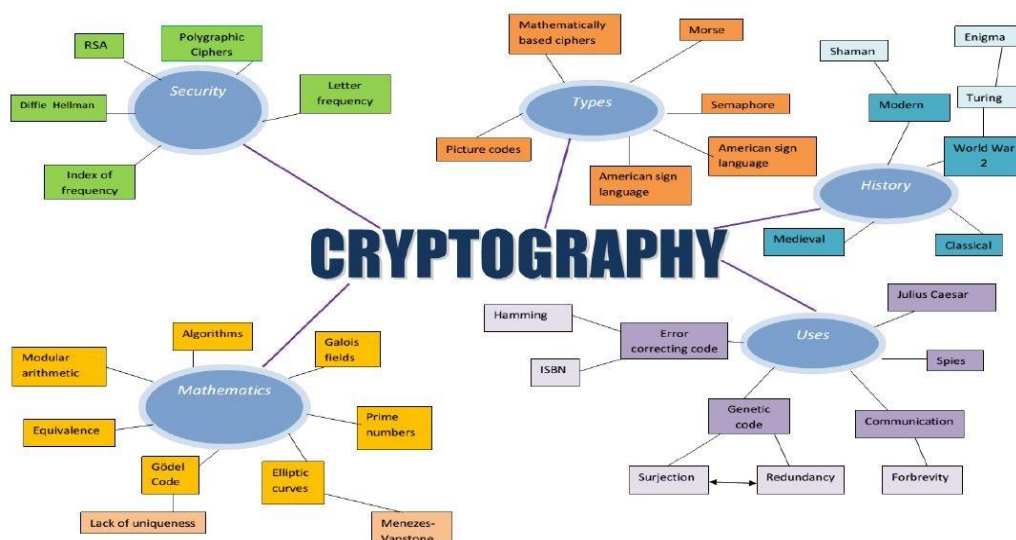 RSA
Polygraphic
Ciphers
Security
Letter
frequency
Diffie Hellman
Index of
frequency
Mathematically
based ciphers
Morse
Types
Semaphore
Picture codes
American sign
language
American sign
language
Shaman
Enigma
Modern
Turing
World War
2
History
Medieval
Classical
CRYPTOGRAPHY
Algorithms
Galois
fields
Modular
arithmetic
Mathematics
Prime
numbers
Equivalence
Gödel
Code
Elliptic
curves
Lack of uniqueness
Menezes-
Vanstone
Julius Caesar
Hamming
Error
correcting code
Uses
ISBN
Spies
Genetic
code
Communication
Surjection
Redundancy
Forbrevity